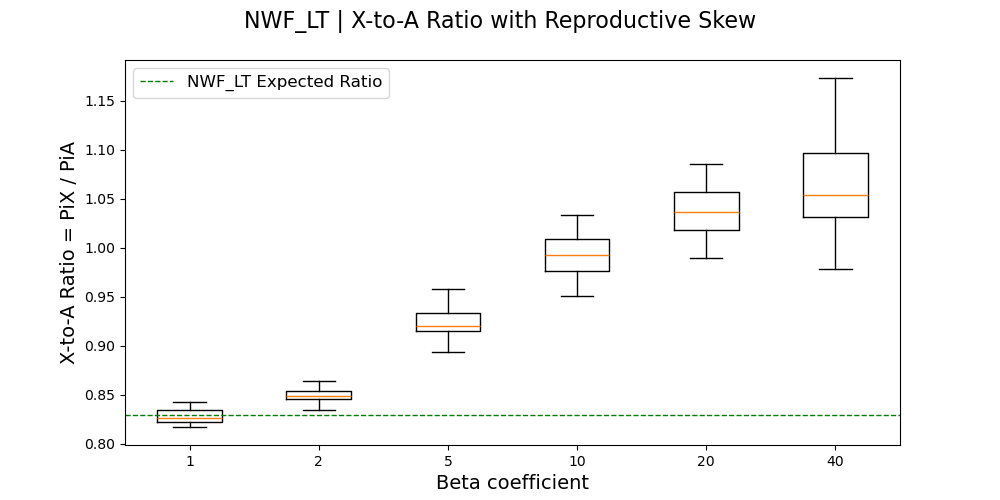 NWF_LT | X-to-A Ratio with Reproductive Skew
NWF_LT Expected Ratio
X-to-A Ratio = PiX / PiA
1.15
1.10
1.05
1.00
0.95
0.90
0.85
0.80
1 2 5 10 20 40
Beta coefficient